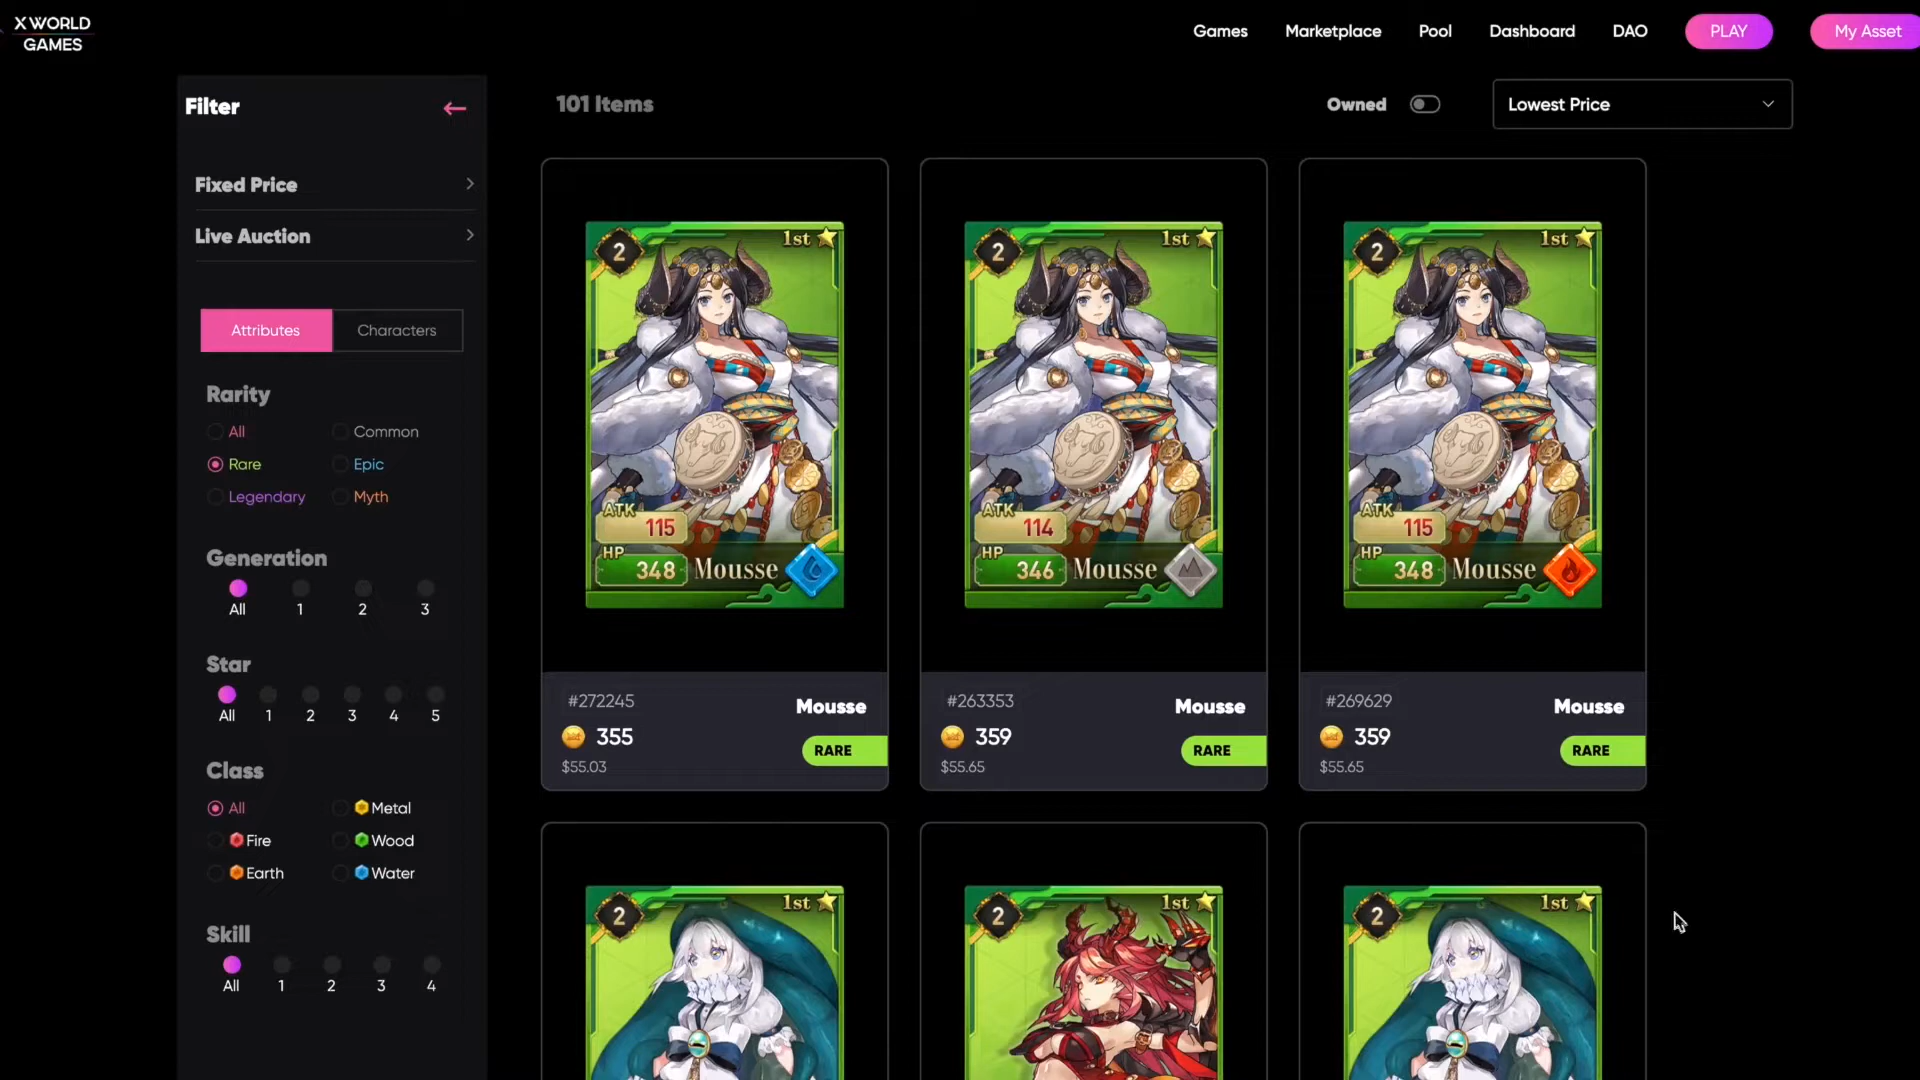 X WORLD
GAMES
Games
Marketplace
Pool
Dashboard
DAO
PLAY
My Asset
Filter
101 Items
Owned
Lowest Price
Fixed Price
Live Auction
Attributes
Characters
Rarity
All
Common
Rare
Epic
Legendary
Myth
Generation
All
1
2
3
Star
All
1
2
3
4
5
Class
All
Metal
Fire
Wood
Earth
Water
Skill
All
1
2
3
4
2
1st
ATK
115
HP
348
Mousse
#272245
Mousse
355
RARE
$55.03
2
1st
ATK
114
HP
346
Mousse
#263353
Mousse
359
RARE
$55.65
2
1st
ATK
115
HP
348
Mousse
#269629
Mousse
359
RARE
$55.65
2
1st
2
1st
2
1st